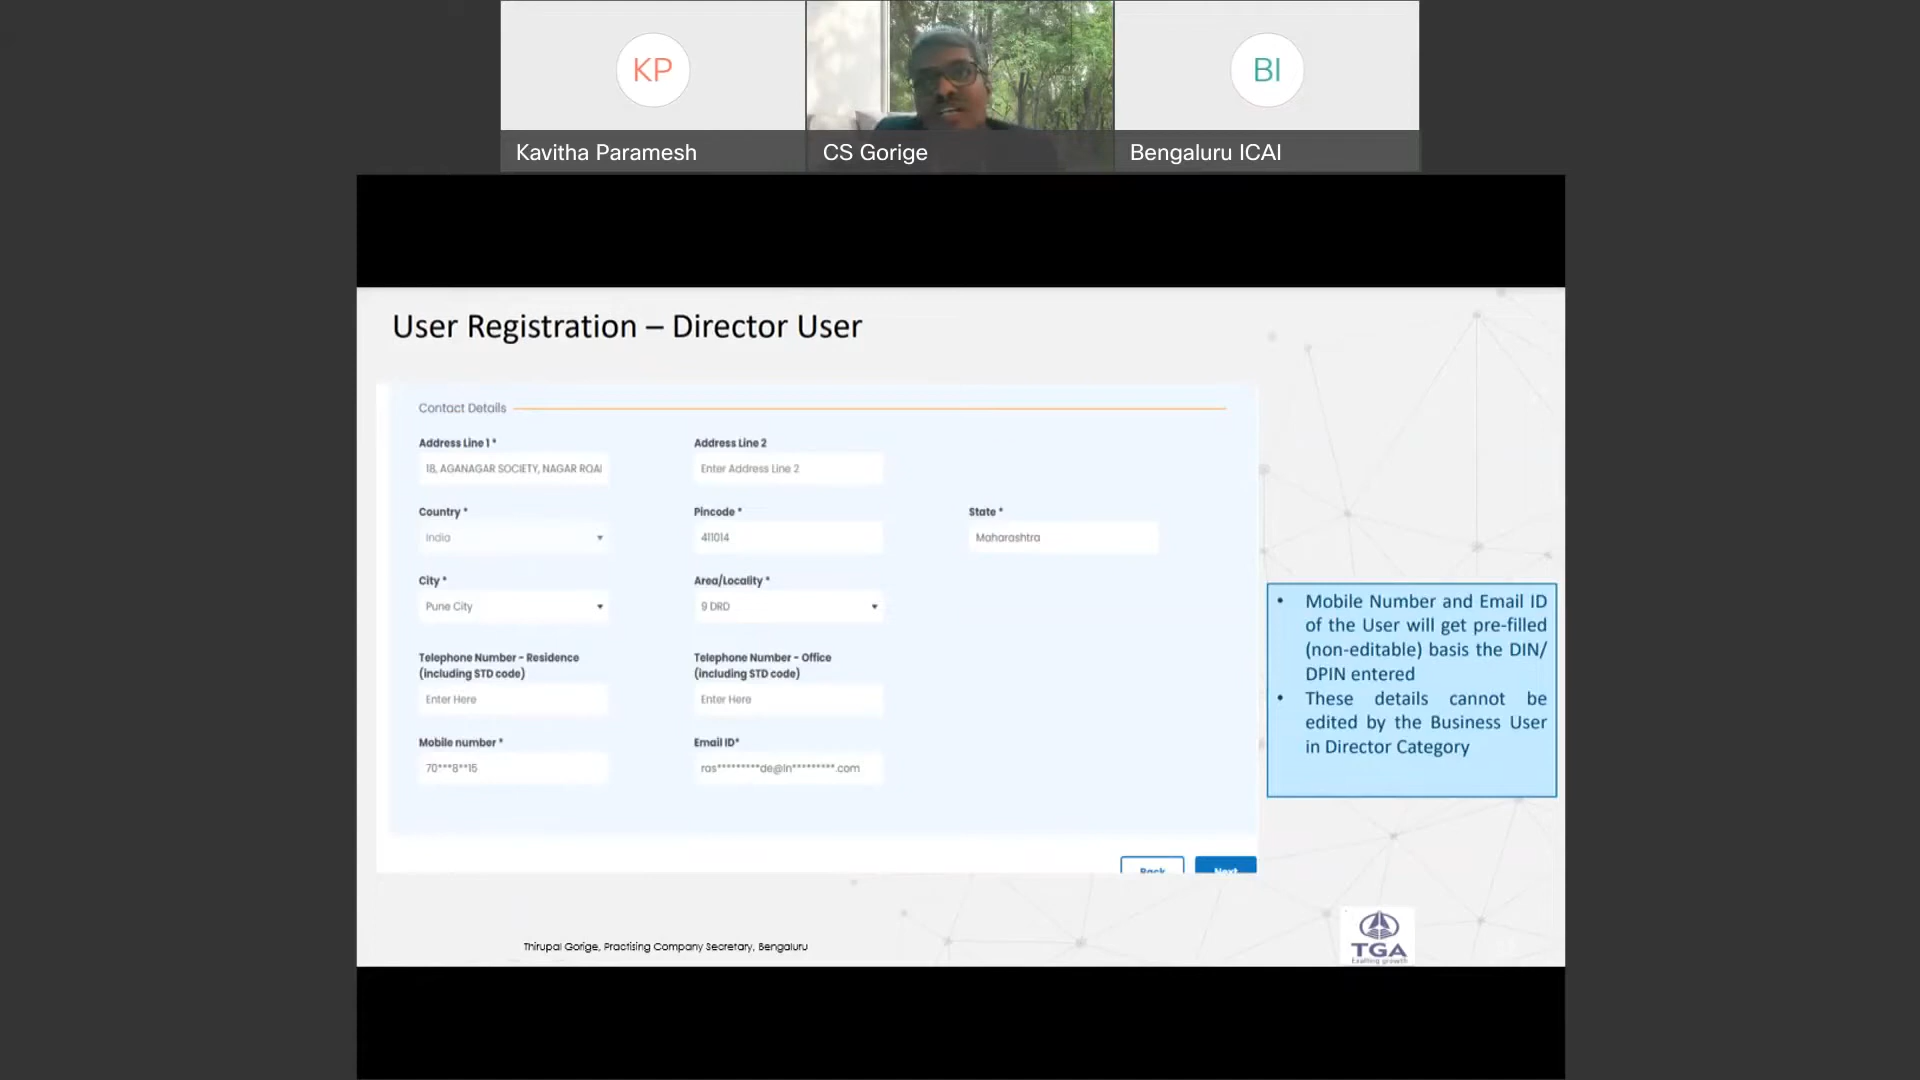 KP
BI
Kavitha Paramesh
CS Gorige
Bengaluru ICAI
User Registration – Director User
Contact Details
Address Line 1 *
Address Line 2
18, AGANAGAR SOCIETY, NAGAR ROA
Enter Address Line 2
Country *
Pincode *
State *
India
411014
Maharashtra
City *
Area/Locality *
Pune City
9 DRD
Telephone Number - Residence
(including STD code)
Telephone Number - Office
(including STD code)
Enter Here
Enter Here
Mobile number *
Email ID*
70***8**15
ras*********de@in*********.com
Back
Next
• Mobile Number and Email ID
of the User will get pre-filled
(non-editable) basis the DIN/
DPIN entered
• These details cannot be
edited by the Business User
in Director Category
Thirupal Gorige, Practising Company Secretary, Bengaluru
TGA
Exalting growth